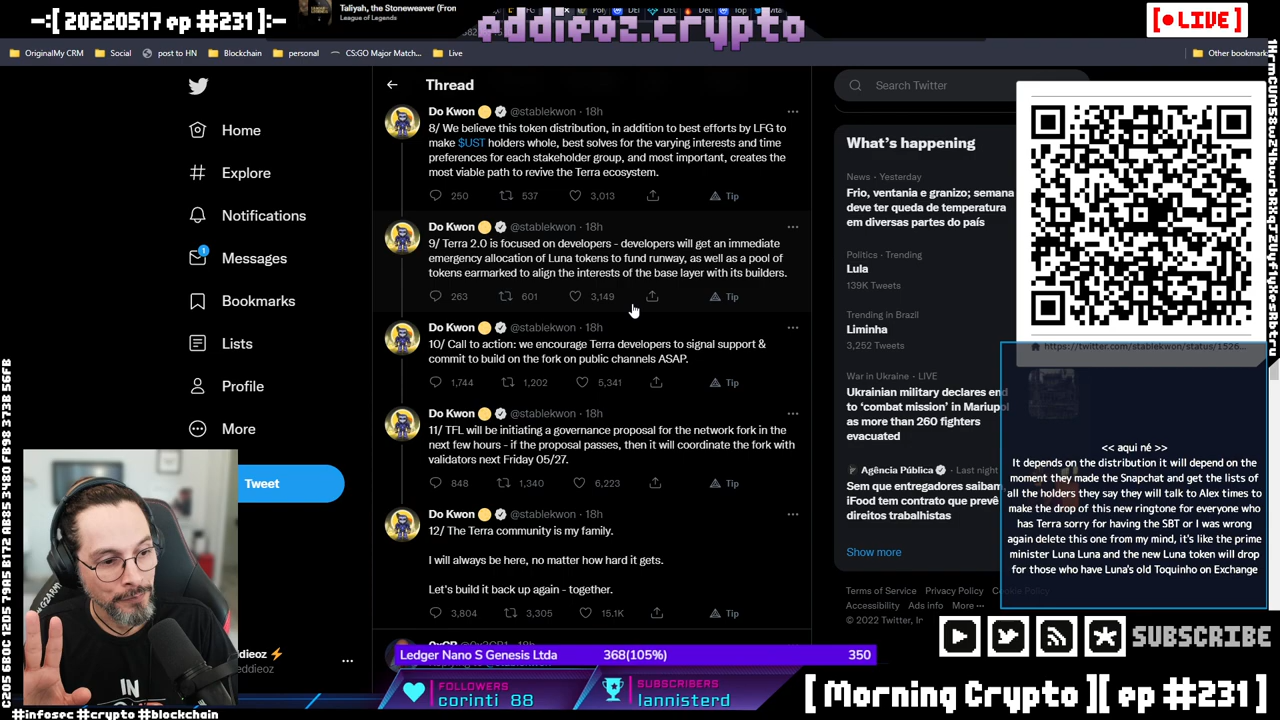 -:[ 20220517 ep #231]:-
Taliyah, the Stoneweaver (Fron
League of Legends
eddieoz.crypto
[•LIVE]
OriginalMy CRM
Social
post to HN
Blockchain
personal
CS:GO Major Match...
Live
Other bookmark
Thread
Search Twitter
Home
Explore
Notifications
1
Messages
Bookmarks
Lists
Profile
More
Tweet
Do Kwon @stablekwon · 18h
8/ We believe this token distribution, in addition to best efforts by LFG to
make $UST holders whole, best solves for the varying interests and time
preferences for each stakeholder group, and most important, creates the
most viable path to revive the Terra ecosystem.
250 537 3,013 Tip
Do Kwon @stablekwon · 18h
9/ Terra 2.0 is focused on developers - developers will get an immediate
emergency allocation of Luna tokens to fund runway, as well as a pool of
tokens earmarked to align the interests of the base layer with its builders.
263 601 3,149 Tip
Do Kwon @stablekwon · 18h
10/ Call to action: we encourage Terra developers to signal support &
commit to build on the fork on public channels ASAP.
1,744 1,202 5,341 Tip
Do Kwon @stablekwon · 18h
11/ TFL will be initiating a governance proposal for the network fork in the
next few hours - if the proposal passes, then it will coordinate the fork with
validators next Friday 05/27.
848 1,340 6,223 Tip
Do Kwon @stablekwon · 18h
12/ The Terra community is my family.
I will always be here, no matter how hard it gets.
Let's build it back up again - together.
3,804 3,305 15.1K Tip
What's happening
News · Yesterday
Frio, ventania e granizo; semana
deve ter queda de temperatura
em diversas partes do país
Politics · Trending
Lula
139K Tweets
Trending in Brazil
Liminha
3,252 Tweets
War in Ukraine · LIVE
Ukrainian military declares end
to 'combat mission' in Mariupol
as more than 260 fighters
evacuated
Agência Pública · Last night
Sem que entregadores saibam,
iFood tem contrato que prevê
direitos trabalhistas
Show more
Terms of Service Privacy Policy Cookie Policy
Accessibility Ads info More
© 2022 Twitter, In
https://twitter.com/stablekwon/status/1526...
<< aqui né >>
It depends on the distribution it will depend on the
moment they made the Snapchat and get the lists of
all the holders they say they will talk to Alex times to
make the drop of this new ringtone for everyone who
has Terra sorry for having the SBT or I was wrong
again delete this one from my mind, it's like the prime
minister Luna Luna and the new Luna token will drop
for those who have Luna's old Toquinho on Exchange
SUBSCRIBE
ddieoz
eddieoz
Ledger Nano S Genesis Ltda 368(105%) 350
FOLLOWERS
corinti_88
SUBSCRIBERS
lannisterd
[ Morning Crypto ][ ep #231 ]
#infosec #crypto #blockchain